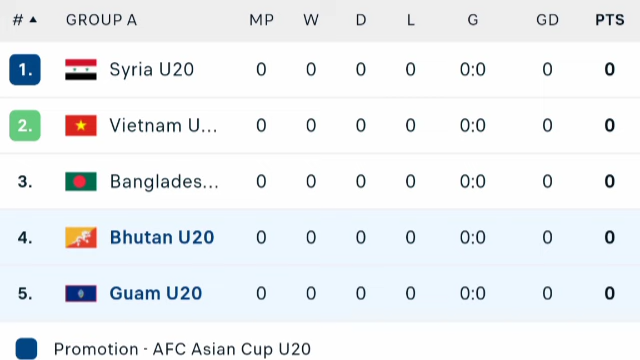 # ▲ GROUP A MP W D L G GD PTS
1. Syria U20 0 0 0 0 0:0 0 0
2. Vietnam U... 0 0 0 0 0:0 0 0
3. Banglades... 0 0 0 0 0:0 0 0
4. Bhutan U20 0 0 0 0 0:0 0 0
5. Guam U20 0 0 0 0 0:0 0 0
Promotion - AFC Asian Cup U20